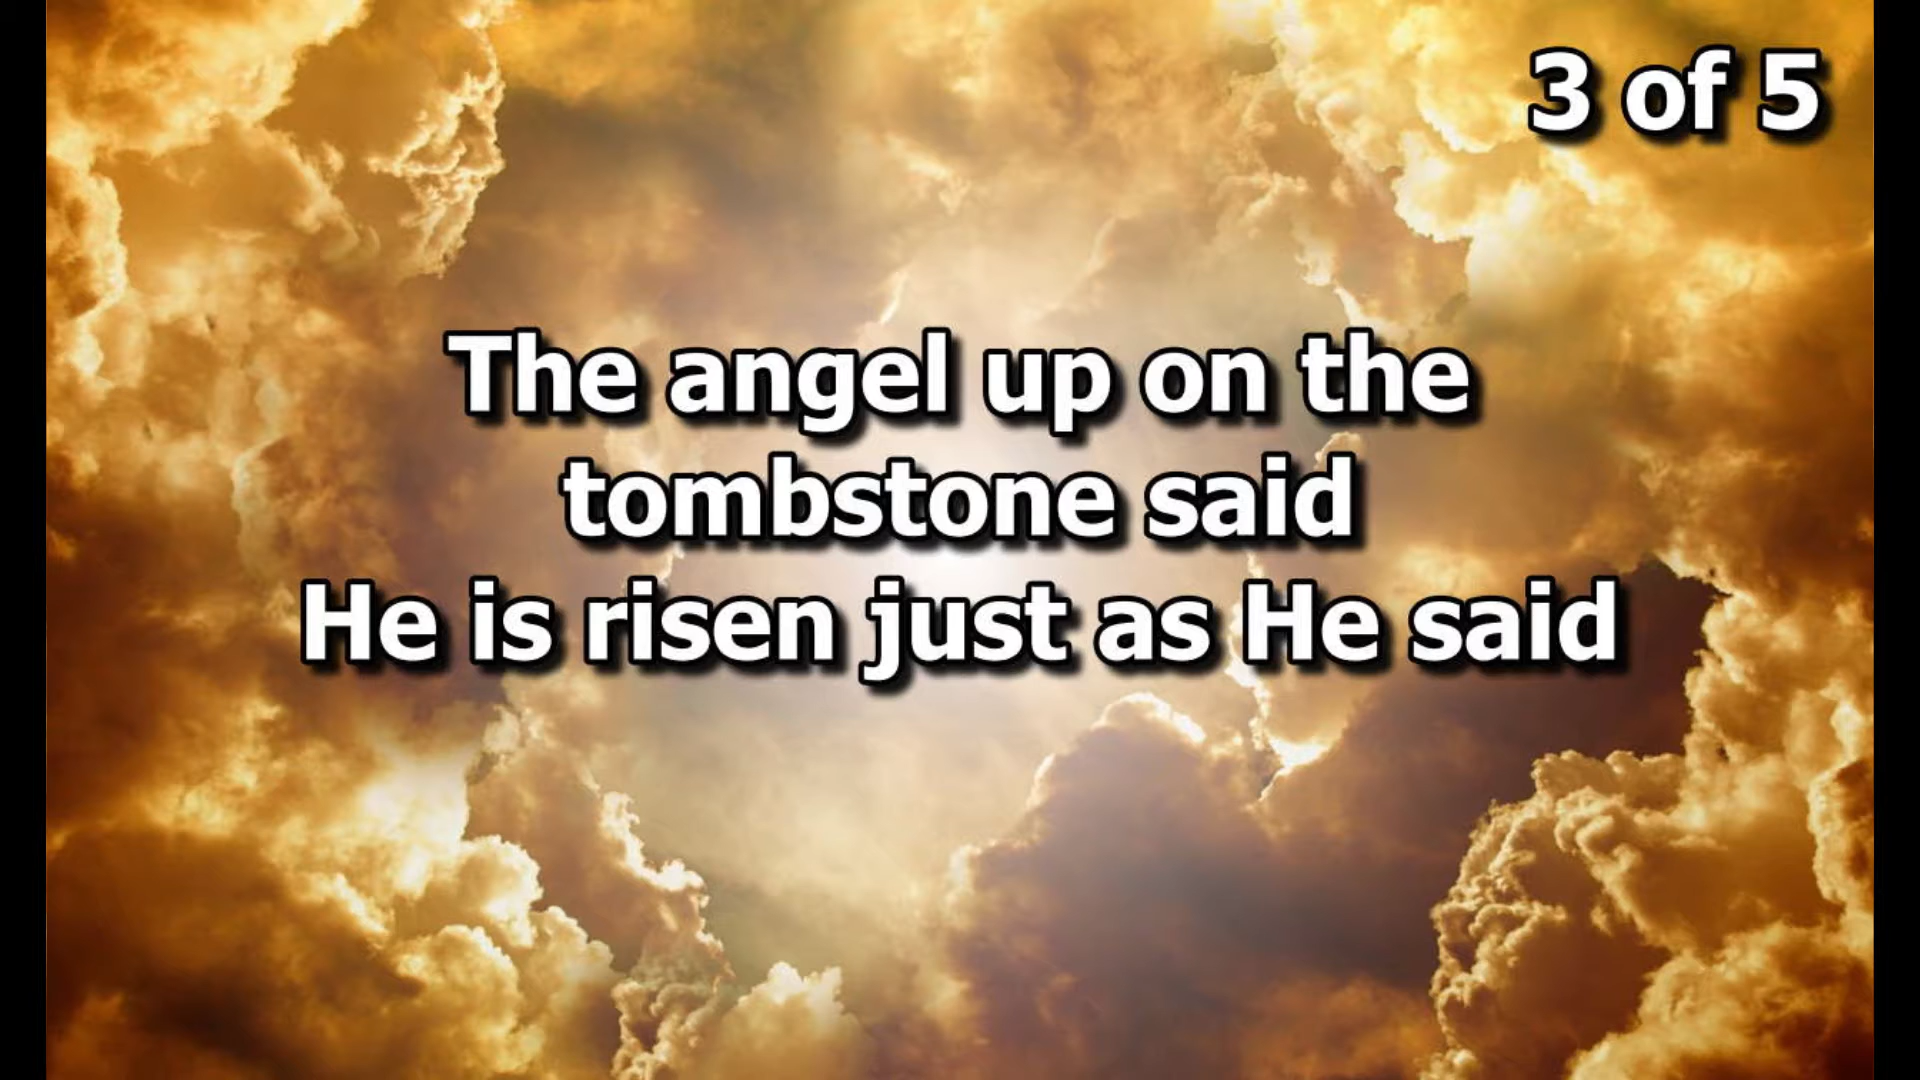 3 of 5
The angel up on the
tombstone said
He is risen just as He said